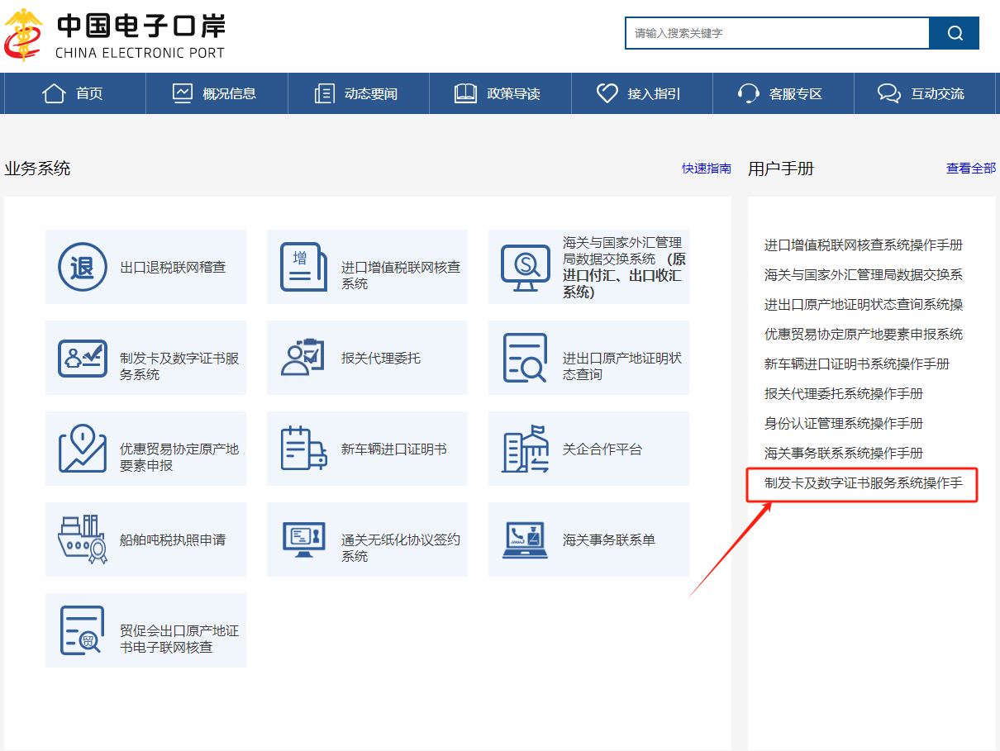 中国电子口岸
CHINA ELECTRONIC PORT
请输入搜索关键字
首页
概况信息
动态要闻
政策导读
接入指引
客服专区
互动交流
业务系统
快速指南
退
出口退税联网稽查
增
进口增值税联网核查
系统
海关与国家外汇管理
局数据交换系统 （原
进口付汇、出口收汇
系统）
制发卡及数字证书服
务系统
报关代理委托
进出口原产地证明状
态查询
优惠贸易协定原产地
要素申报
新车辆进口证明书
关企合作平台
船舶吨税执照申请
通关无纸化协议签约
系统
海关事务联系单
贸
贸促会出口原产地证
书电子联网核查
用户手册
查看全部
进口增值税联网核查系统操作手册
海关与国家外汇管理局数据交换系
进出口原产地证明状态查询系统操
优惠贸易协定原产地要素申报系统
新车辆进口证明书系统操作手册
报关代理委托系统操作手册
身份认证管理系统操作手册
海关事务联系系统操作手册
制发卡及数字证书服务系统操作手